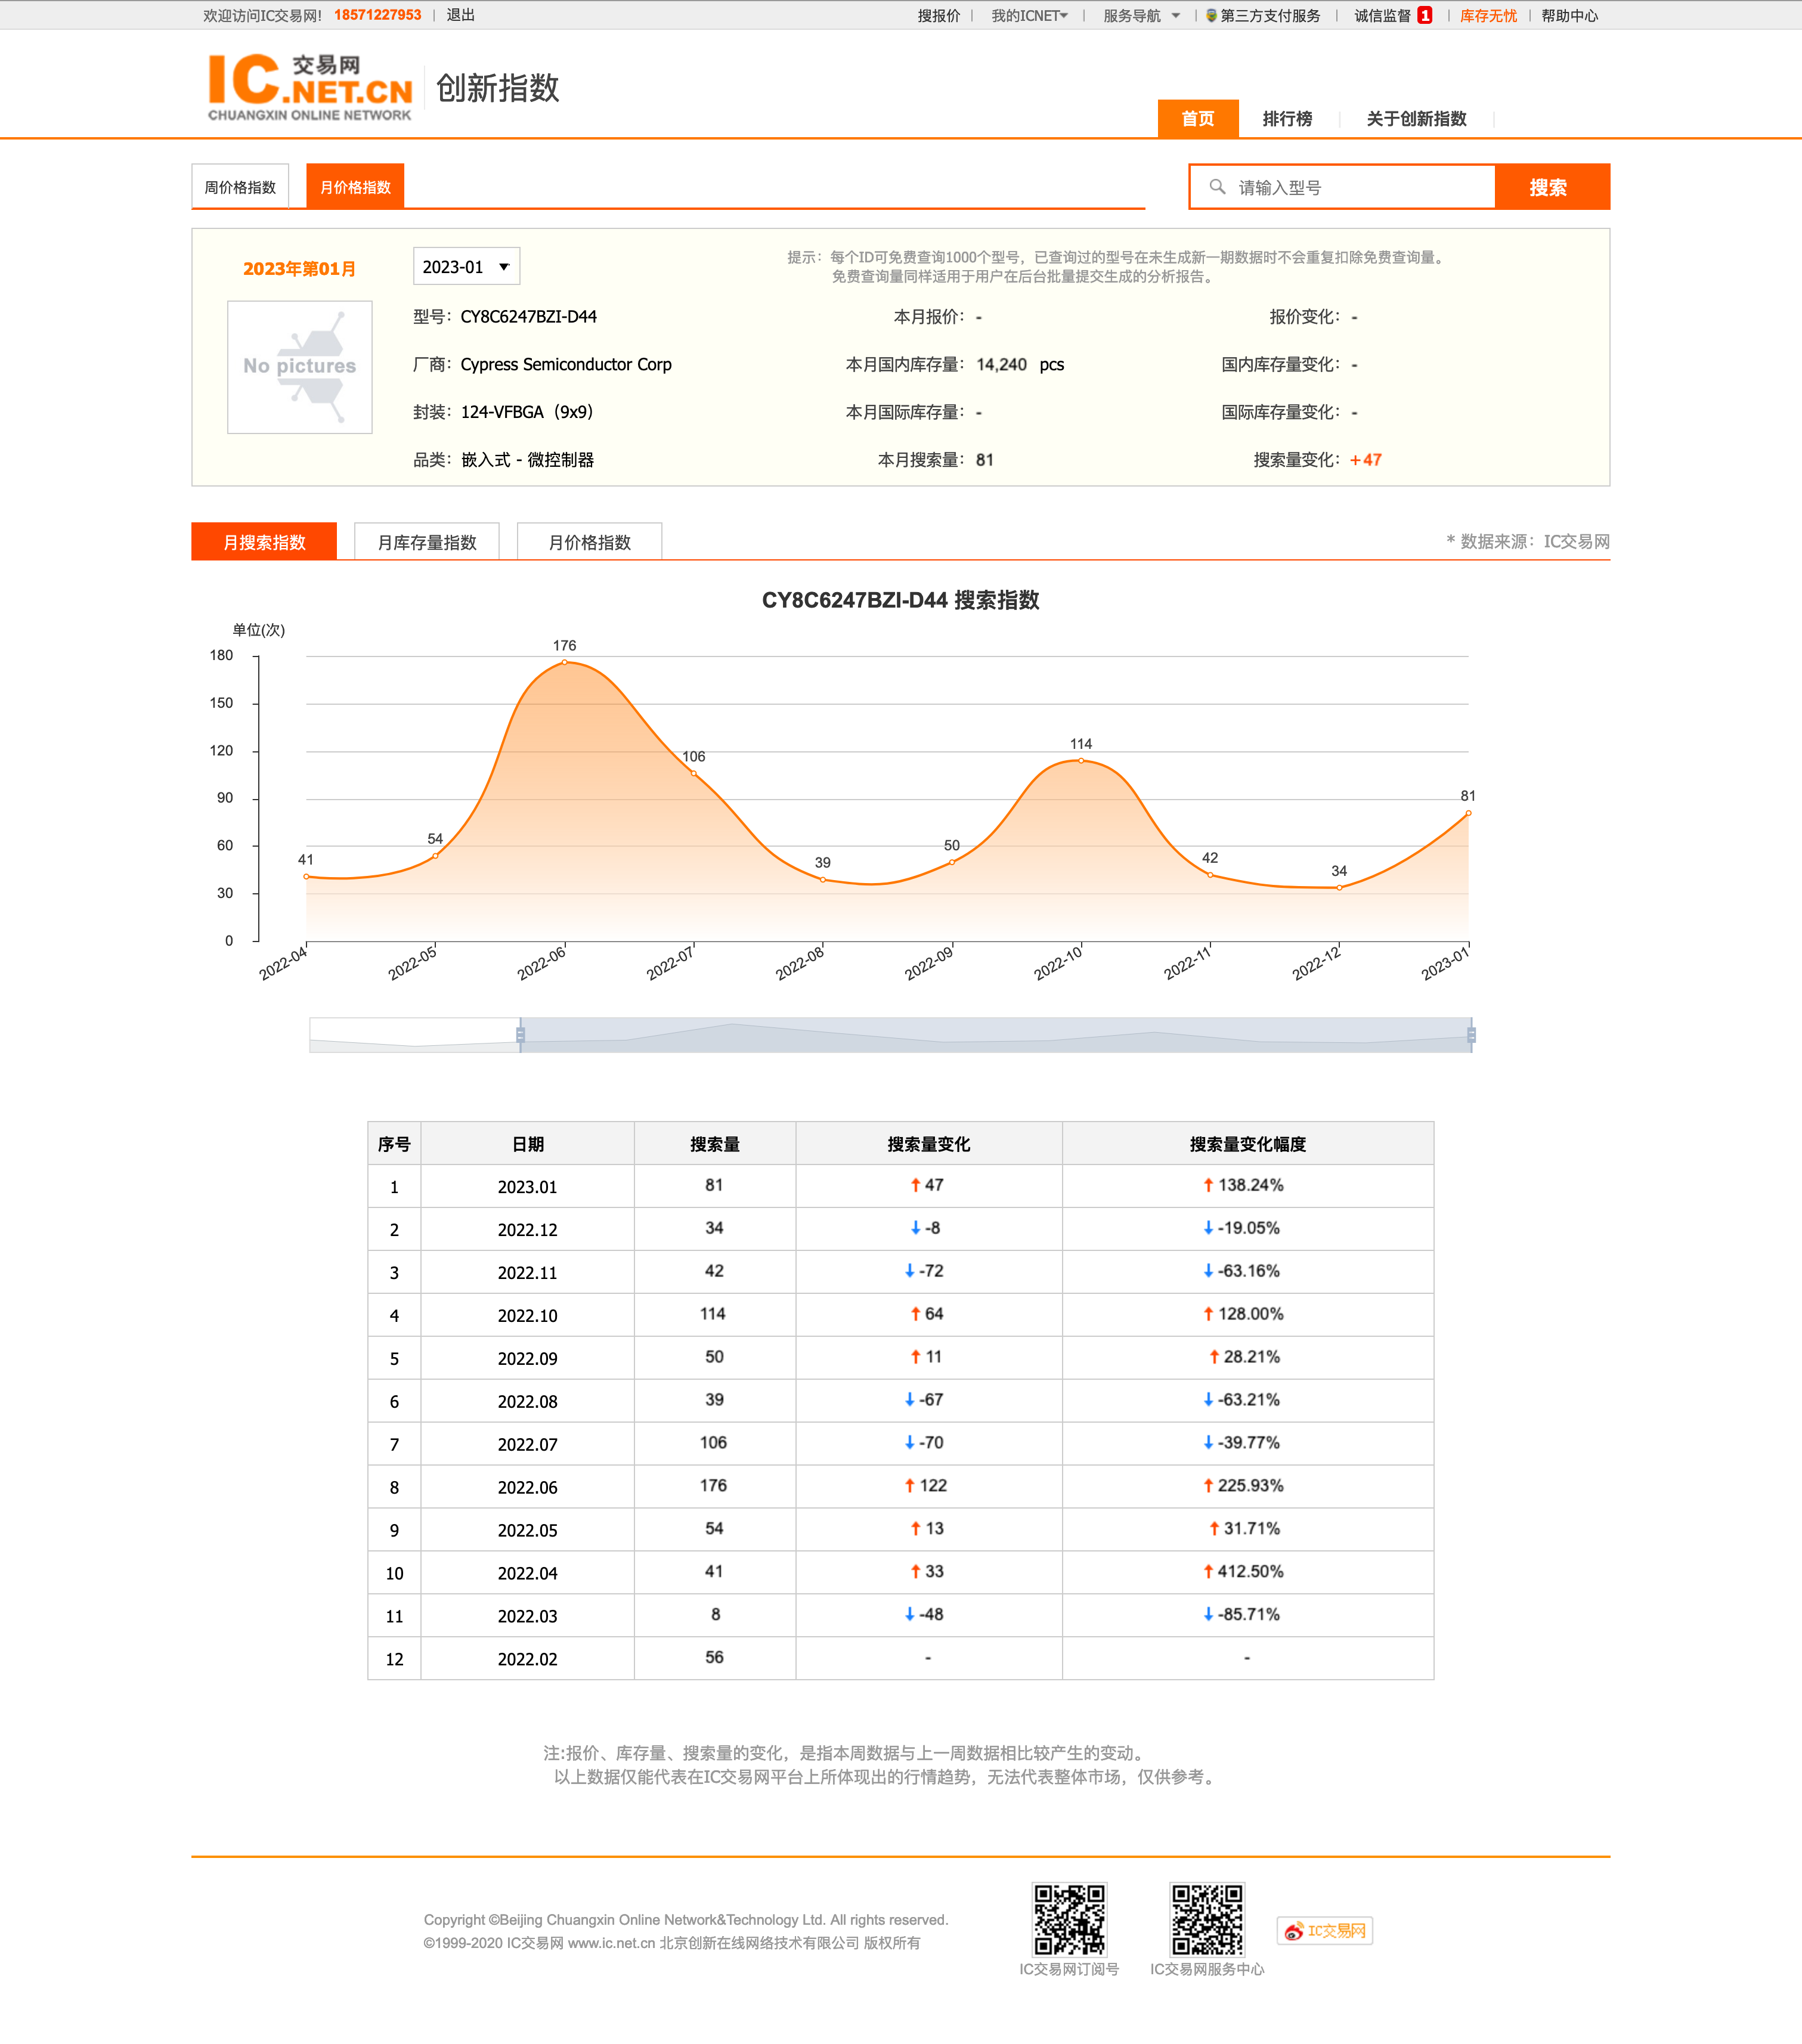 欢迎访问IC交易网! 18571227953 | 退出
搜报价 | 我的ICNET | 服务导航 | 第三方支付服务 | 诚信监督 1 | 库存无忧 | 帮助中心
IC交易网.NET.CN
CHUANGXIN ONLINE NETWORK
创新指数
首页 排行榜 关于创新指数
周价格指数 月价格指数
请输入型号 搜索
2023年第01月 2023-01
提示：每个ID可免费查询1000个型号，已查询过的型号在未生成新一期数据时不会重复扣除免费查询量。
免费查询量同样适用于用户在后台批量提交生成的分析报告。
No pictures
型号：CY8C6247BZI-D44 本月报价：- 报价变化：-
厂商：Cypress Semiconductor Corp 本月国内库存量：14,240 pcs 国内库存量变化：-
封装：124-VFBGA（9x9） 本月国际库存量：- 国际库存量变化：-
品类：嵌入式 - 微控制器 本月搜索量：81 搜索量变化：+47
月搜索指数 月库存量指数 月价格指数 * 数据来源：IC交易网
CY8C6247BZI-D44 搜索指数
单位(次)
180
150
120
90
60
30
0
41 54 176 106 39 50 114 42 34 81
2022-04 2022-05 2022-06 2022-07 2022-08 2022-09 2022-10 2022-11 2022-12 2023-01
序号 日期 搜索量 搜索量变化 搜索量变化幅度
1 2023.01 81 ↑ 47 ↑ 138.24%
2 2022.12 34 ↓ -8 ↓ -19.05%
3 2022.11 42 ↓ -72 ↓ -63.16%
4 2022.10 114 ↑ 64 ↑ 128.00%
5 2022.09 50 ↑ 11 ↑ 28.21%
6 2022.08 39 ↓ -67 ↓ -63.21%
7 2022.07 106 ↓ -70 ↓ -39.77%
8 2022.06 176 ↑ 122 ↑ 225.93%
9 2022.05 54 ↑ 13 ↑ 31.71%
10 2022.04 41 ↑ 33 ↑ 412.50%
11 2022.03 8 ↓ -48 ↓ -85.71%
12 2022.02 56 - -
注:报价、库存量、搜索量的变化，是指本周数据与上一周数据相比较产生的变动。
以上数据仅能代表在IC交易网平台上所体现出的行情趋势，无法代表整体市场，仅供参考。
Copyright ©Beijing Chuangxin Online Network&Technology Ltd. All rights reserved.
©1999-2020 IC交易网 www.ic.net.cn 北京创新在线网络技术有限公司 版权所有
IC交易网订阅号 IC交易网服务中心 IC交易网